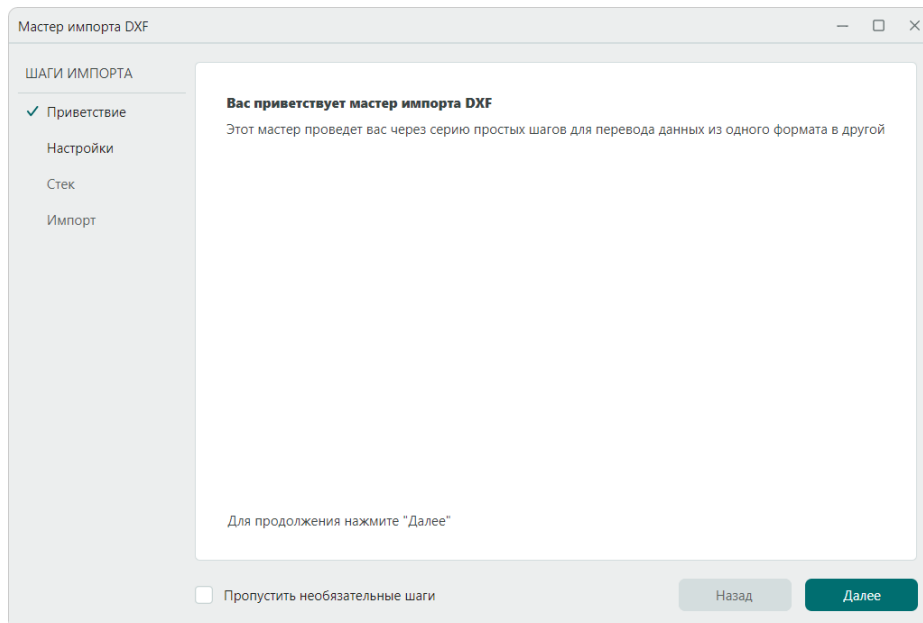 Мастер импорта DXF
ШАГИ ИМПОРТА
Приветствие
Настройки
Стек
Импорт
Вас приветствует мастер импорта DXF
Этот мастер проведет вас через серию простых шагов для перевода данных из одного формата в другой
Для продолжения нажмите "Далее"
Пропустить необязательные шаги
Назад
Далее